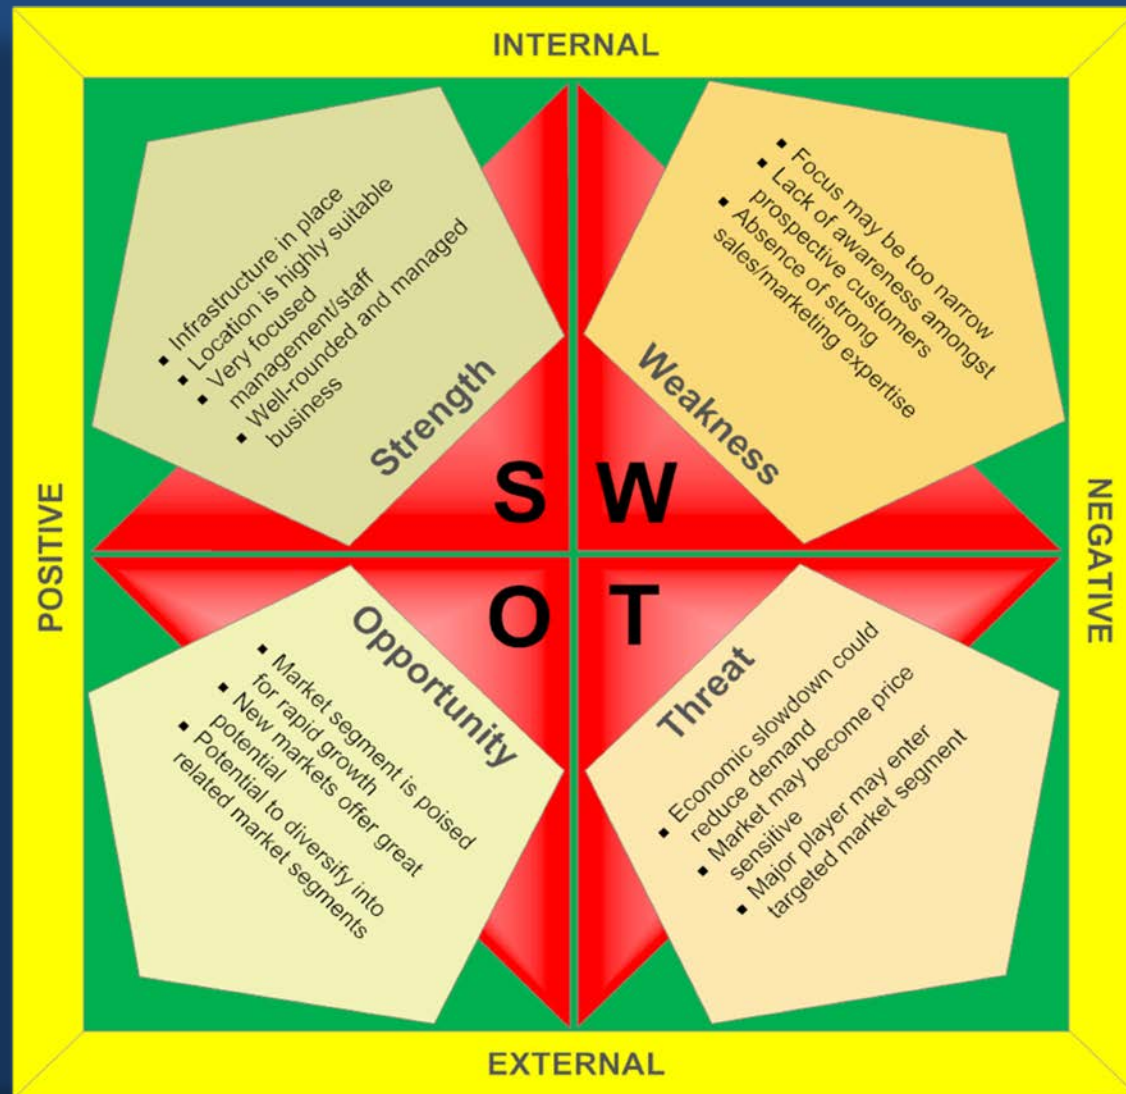 INTERNAL
POSITIVE
NEGATIVE
▪ Infrastructure in place
▪ Location is highly suitable
▪ Very focused
management/staff
▪ Well-rounded and managed
business
Strength
▪ Focus may be too narrow
▪ Lack of awareness amongst
prospective customers
▪ Absence of strong
sales/marketing expertise
Weakness
S W
O T
Opportunity
▪ Market segment is poised
for rapid growth
▪ New markets offer great
potential
▪ Potential to diversify into
related market segments
Threat
▪ Economic slowdown could
reduce demand
▪ Market may become price
sensitive
▪ Major player may enter
targeted market segment
EXTERNAL